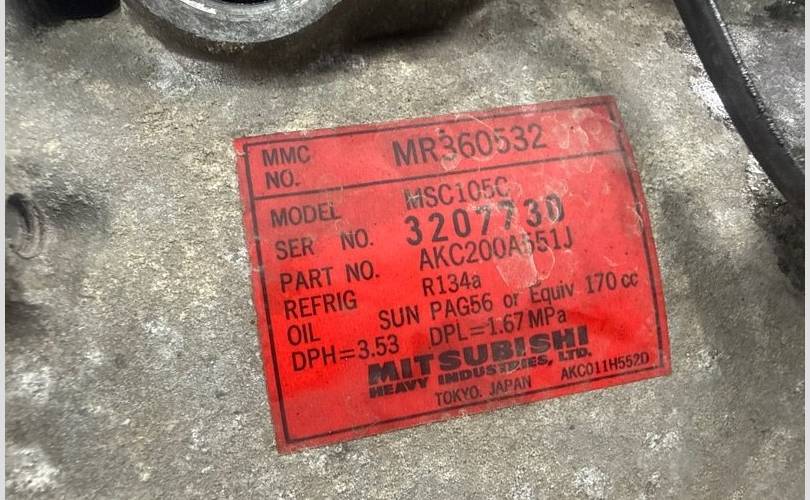 MMC NO. MR360532
MODEL MSC105C
SER NO. 3207730
PART NO. AKC200A551J
REFRIG R134a
OIL SUN PAG56 or Equiv 170 cc
DPH=3.53 DPL=1.67 MPa
MITSUBISHI
HEAVY INDUSTRIES, LTD.
TOKYO. JAPAN AKC011H552D